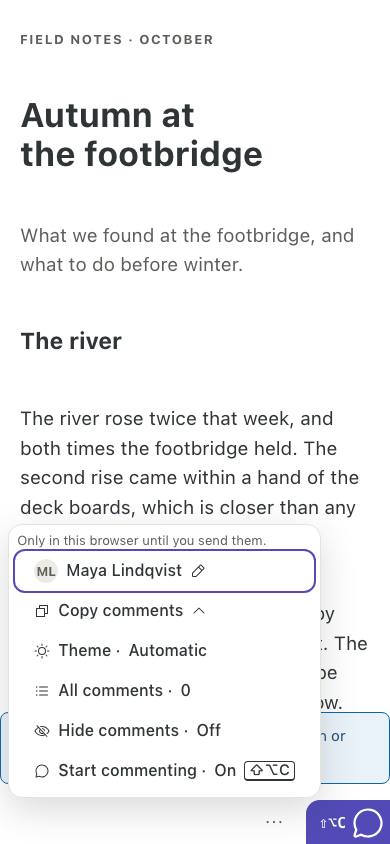 FIELD NOTES · OCTOBER
Autumn at
the footbridge
What we found at the footbridge, and
what to do before winter.
The river
The river rose twice that week, and
both times the footbridge held. The
second rise came within a hand of the
deck boards, which is closer than any
Only in this browser until you send them.
ML Maya Lindqvist
Copy comments
The
Theme · Automatic
All comments · 0
Hide comments · Off
or
Start commenting · On ⇧⌥C
···
⇧⌥C